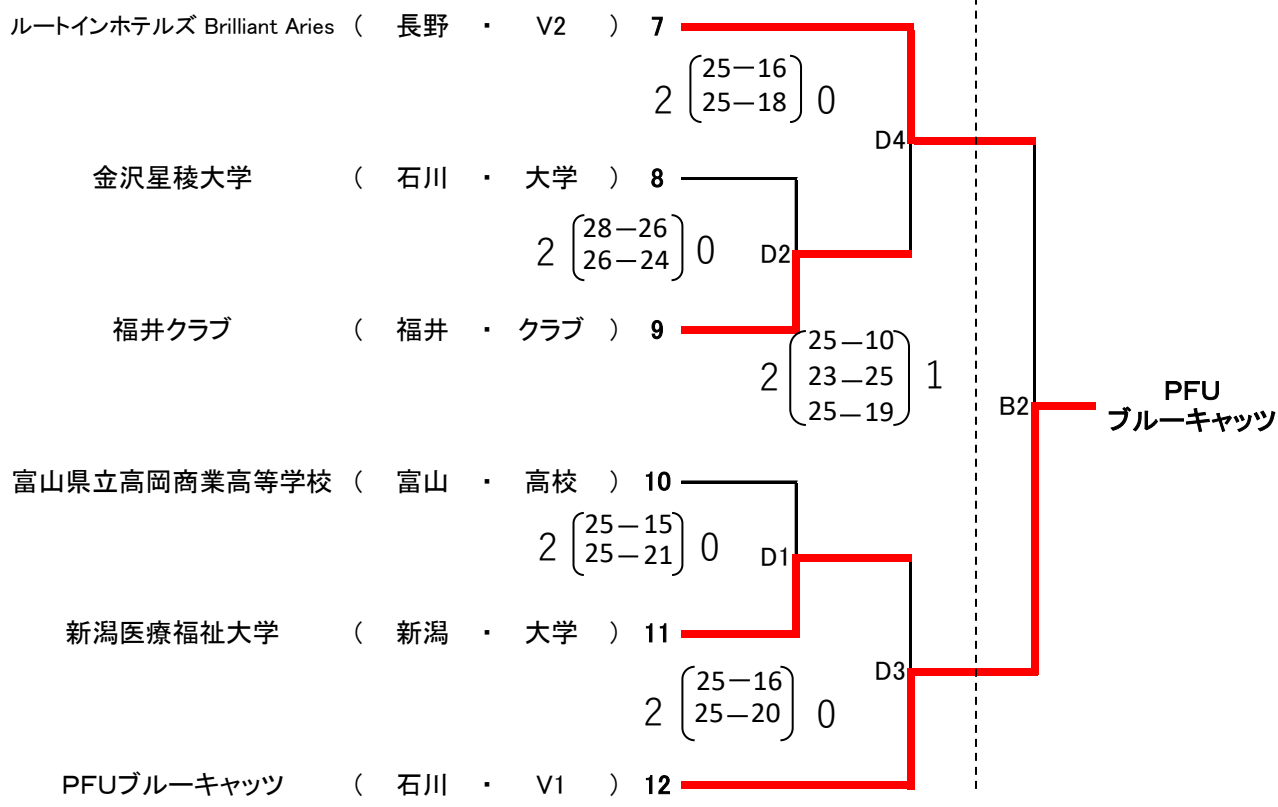 ルートインホテルズ Brilliant Aries ( 長野 ・ V2 ) 7
2 25－16 0
25－18
D4
金沢星稜大学 ( 石川 ・ 大学 ) 8
2 28－26 0
26－24
D2
福井クラブ ( 福井 ・ クラブ ) 9
2 25－10 1
23－25
25－19
B2
PFU
ブルーキャッツ
富山県立高岡商業高等学校 ( 富山 ・ 高校 ) 10
2 25－15 0
25－21
D1
新潟医療福祉大学 ( 新潟 ・ 大学 ) 11
2 25－16 0
25－20
D3
PFUブルーキャッツ ( 石川 ・ V1 ) 12